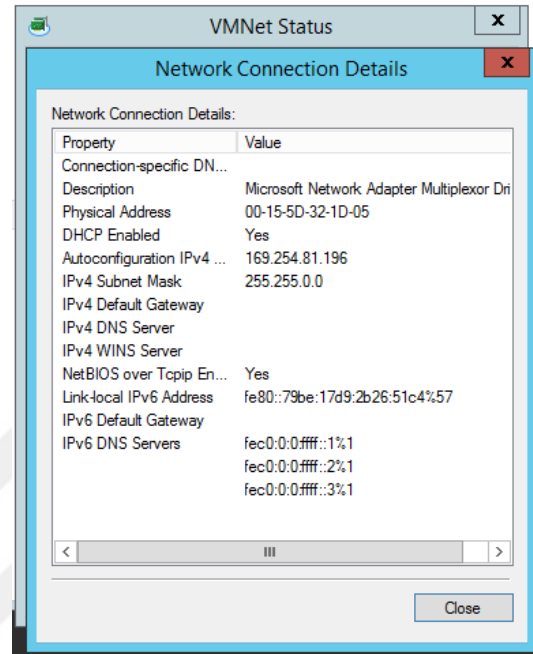 VMNet Status
x
Network Connection Details
x
Network Connection Details:
Property Value
Connection-specific DN...
Description Microsoft Network Adapter Multiplexor Dri
Physical Address 00-15-5D-32-1D-05
DHCP Enabled Yes
Autoconfiguration IPv4 ... 169.254.81.196
IPv4 Subnet Mask 255.255.0.0
IPv4 Default Gateway
IPv4 DNS Server
IPv4 WINS Server
NetBIOS over Tcpip En... Yes
Link-local IPv6 Address fe80::79be:17d9:2b26:51c4%57
IPv6 Default Gateway
IPv6 DNS Servers fec0:0:0:ffff::1%1
fec0:0:0:ffff::2%1
fec0:0:0:ffff::3%1
Close